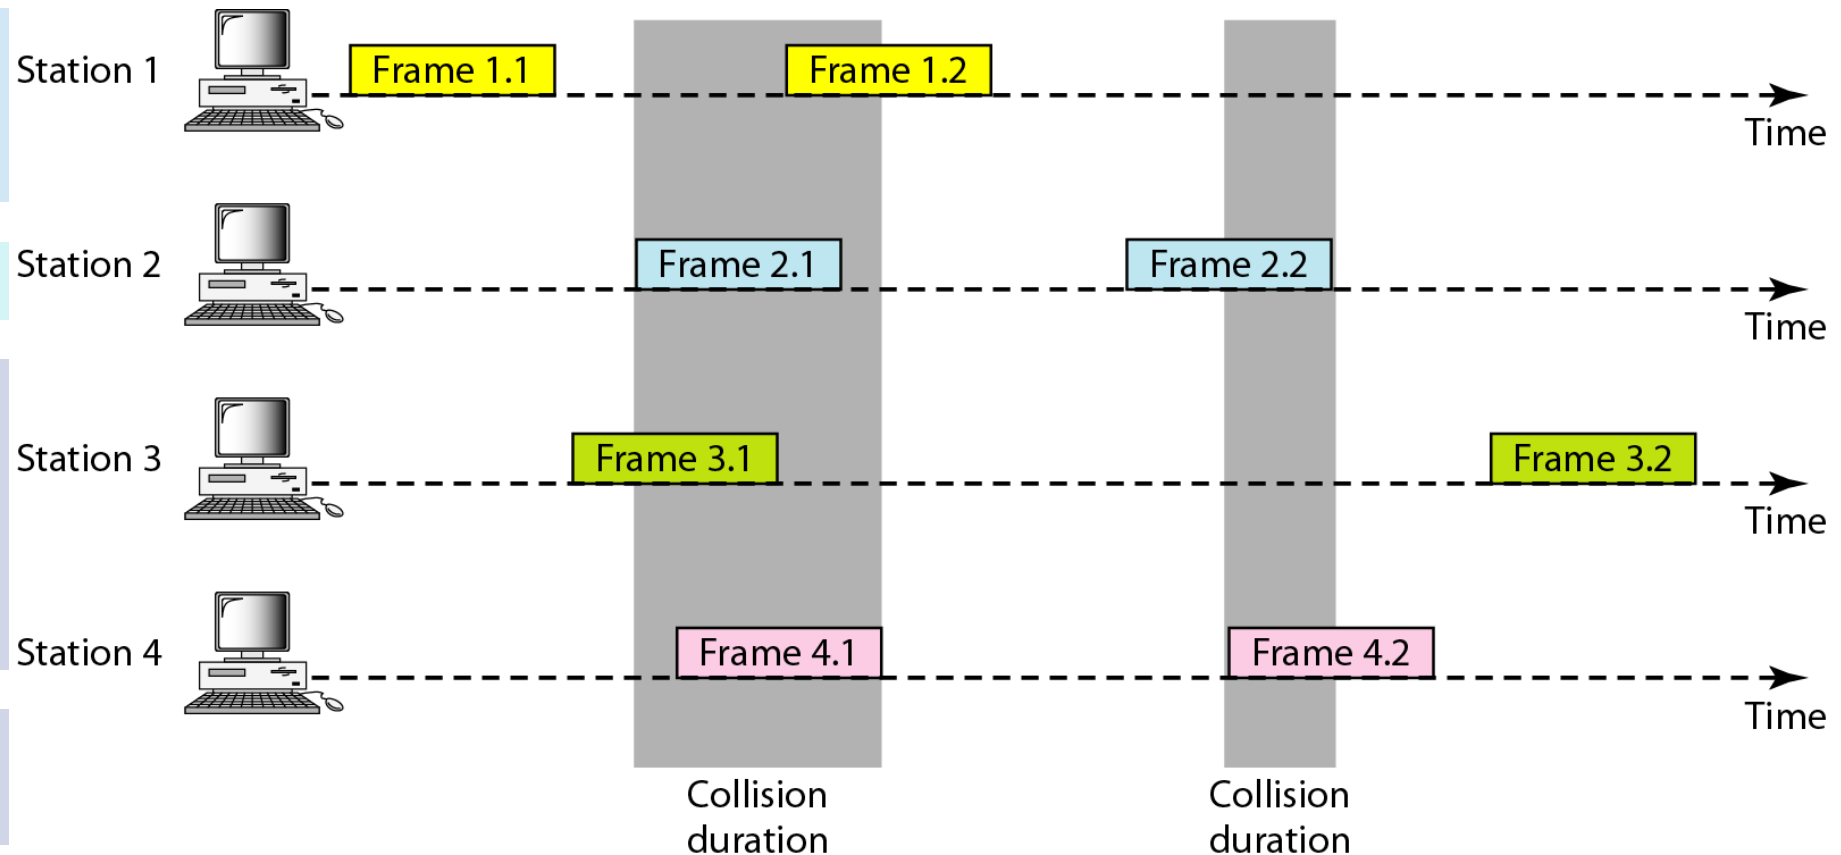 Station 1
Frame 1.1
Frame 1.2
Time
Station 2
Frame 2.1
Frame 2.2
Time
Station 3
Frame 3.1
Frame 3.2
Time
Station 4
Frame 4.1
Frame 4.2
Time
Collision
duration
Collision
duration